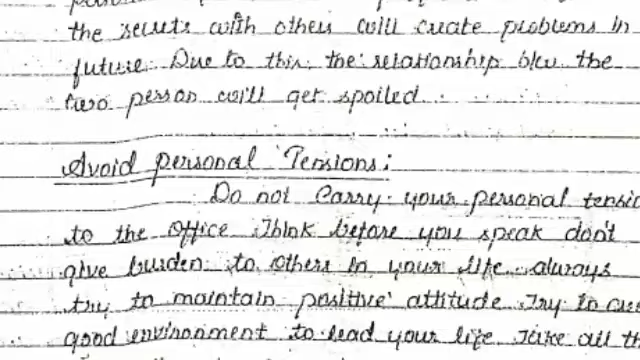 the secrets with others will create problems in
future. Due to this, the relationship b/w the
two person will get spoiled.
Avoid personal Tensions:
Do not carry your personal
to the office. Think before you speak don't
give burden to others in your life. always
try to maintain positive attitude. Try to
good environment to lead your life. Take all